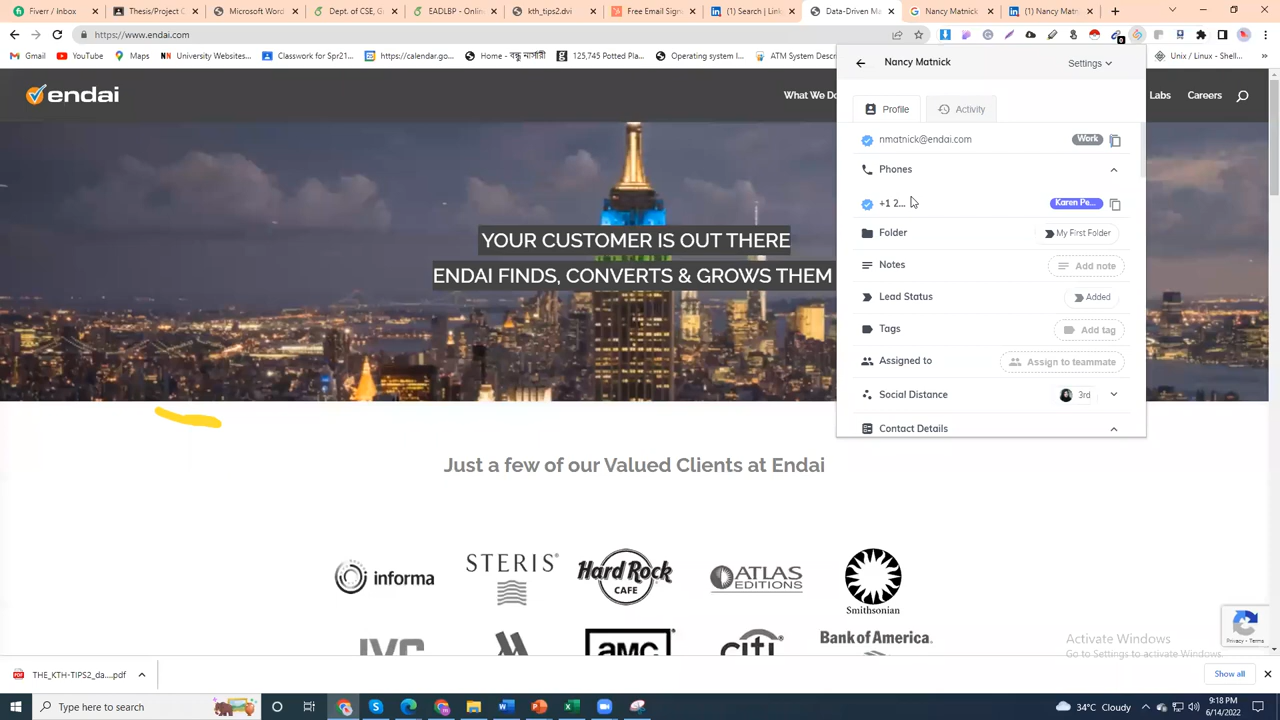 Fiverr / Inbox
Thesis/Project C
Microsoft Word
Dept. of CSE, G
EADLBP - Onlin
kth_tips2.dvi
Free Email Sign
(1) Search | Link
Data-Driven Ma
Nancy Matnick
(1) Nancy Matn
https://www.endai.com
Gmail
YouTube
Maps
News
University Websites...
Classwork for Spr21...
https://calendar.go...
Home - বন্ধু নার্সারী
125,745 Potted Pla...
Operating system i...
ATM System Descri
Unix / Linux - Cheat...
endai
What We Do
Labs
Careers
YOUR CUSTOMER IS OUT THERE
ENDAI FINDS, CONVERTS & GROWS THEM
Nancy Matnick
Settings
Profile
Activity
nmatnick@endai.com
Work
Phones
+1 2...
Karen Pe...
Folder
My First Folder
Notes
Add note
Lead Status
Added
Tags
Add tag
Assigned to
Assign to teammate
Social Distance
3rd
Contact Details
Just a few of our Valued Clients at Endai
informa
STERIS®
Hard Rock
CAFE
ATLAS
EDITIONS
Smithsonian
IVC
amc
citi
Bank of America.
Privacy - Terms
Activate Windows
Go to Settings to activate Windows.
THE_KTH-TIPS2_da....pdf
Show all
Type here to search
34°C Cloudy
9:18 PM
6/14/2022